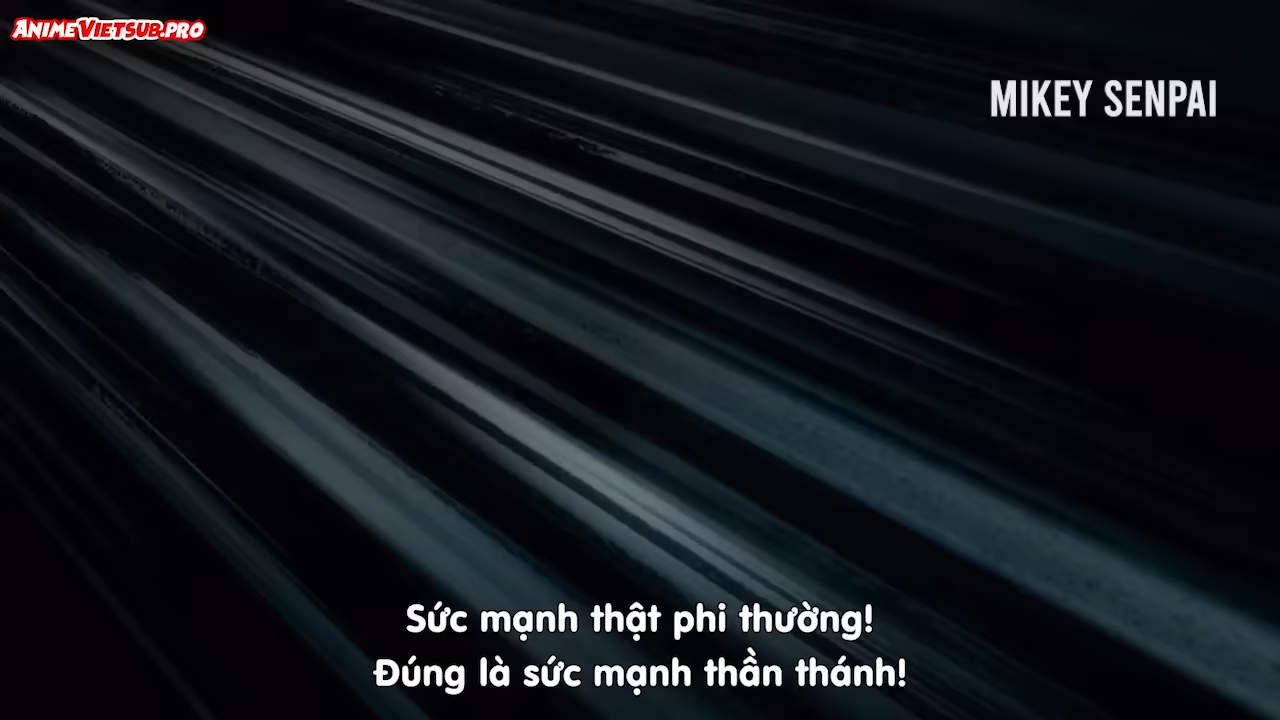 AnimeVietsub.pro
MIKEY SENPAI
Sức mạnh thật phi thường!
Đúng là sức mạnh thần thánh!